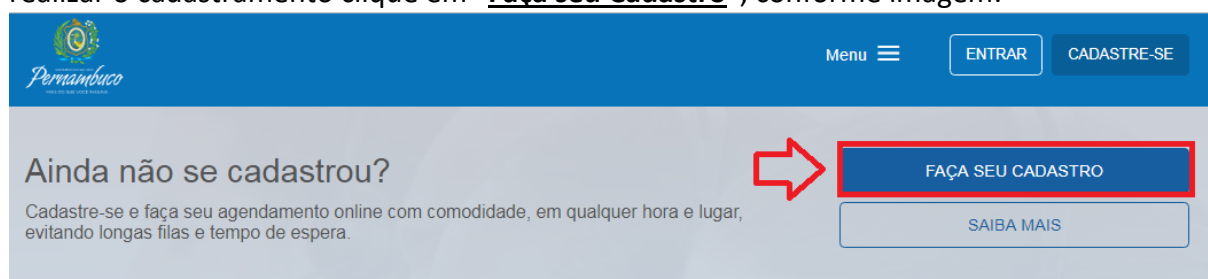 realizar o cadastramento clique em "Faça seu Cadastro", conforme imagem:
Pernambuco
Menu
ENTRAR
CADASTRE-SE
Ainda não se cadastrou?
FAÇA SEU CADASTRO
Cadastre-se e faça seu agendamento online com comodidade, em qualquer hora e lugar,
evitando longas filas e tempo de espera.
SAIBA MAIS